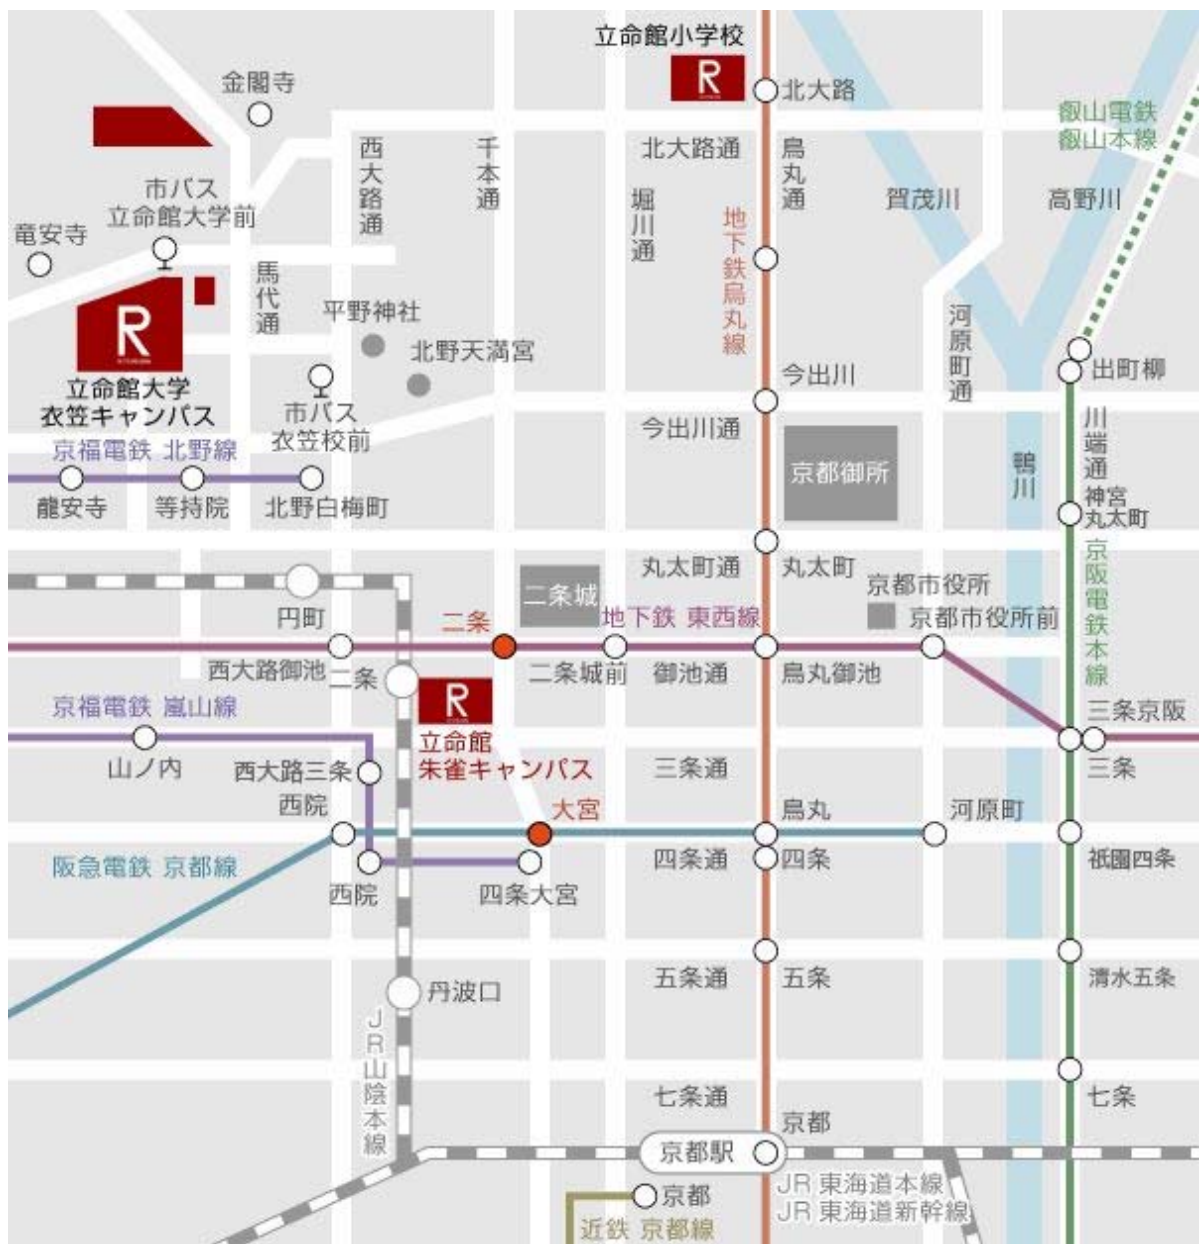 立命館小学校
R
北大路
金閣寺
叡山電鉄
叡山本線
北大路通
烏丸通
西大路通
千本通
堀川通
賀茂川
高野川
市バス
立命館大学前
竜安寺
地下鉄烏丸線
馬代通
平野神社
河原町通
R
北野天満宮
立命館大学
衣笠キャンパス
今出川
出町柳
市バス
衣笠校前
今出川通
川端通
京福電鉄 北野線
京都御所
鴨川
龍安寺
等持院
北野白梅町
神宮
丸太町
丸太町通
丸太町
京阪電鉄本線
二条城
京都市役所
円町
二条
地下鉄 東西線
京都市役所前
西大路御池
二条
二条城前
御池通
烏丸御池
京福電鉄 嵐山線
R
立命館
朱雀キャンパス
三条京阪
山ノ内
西大路三条
三条通
三条
西院
大宮
烏丸
河原町
阪急電鉄 京都線
四条通
四条
祇園四条
西院
四条大宮
五条通
五条
清水五条
丹波口
JR山陰本線
七条通
七条
京都
京都駅
JR 東海道本線
JR 東海道新幹線
京都
近鉄 京都線